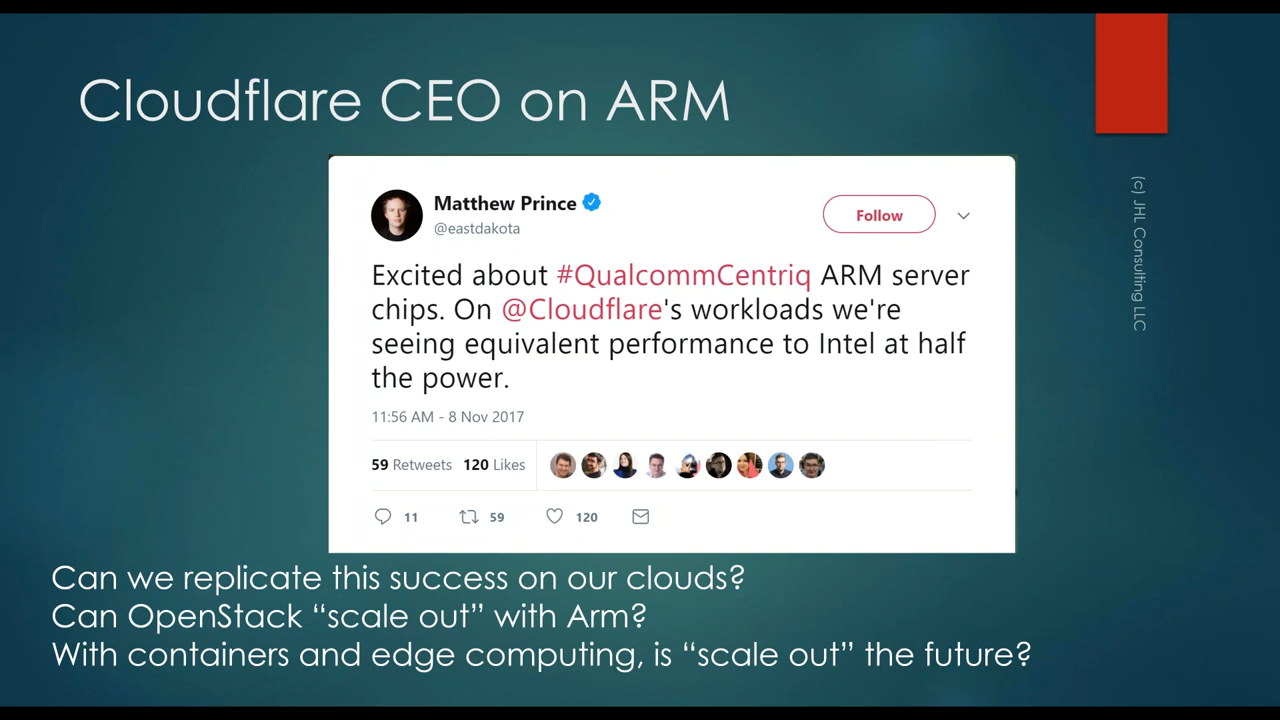 Cloudflare CEO on ARM
Matthew Prince
@eastdakota
Follow
Excited about #QualcommCentriq ARM server
chips: On @Cloudflare's workloads we're
seeing equivalent performance to Intel at half
the power.
11:56 AM - 8 Nov 2017
59 Retweets 120 Likes
11 59 120
Can we replicate this success on our clouds?
Can OpenStack “scale out” with Arm?
With containers and edge computing, is “scale out” the future?
(c) JHL Consulting LLC